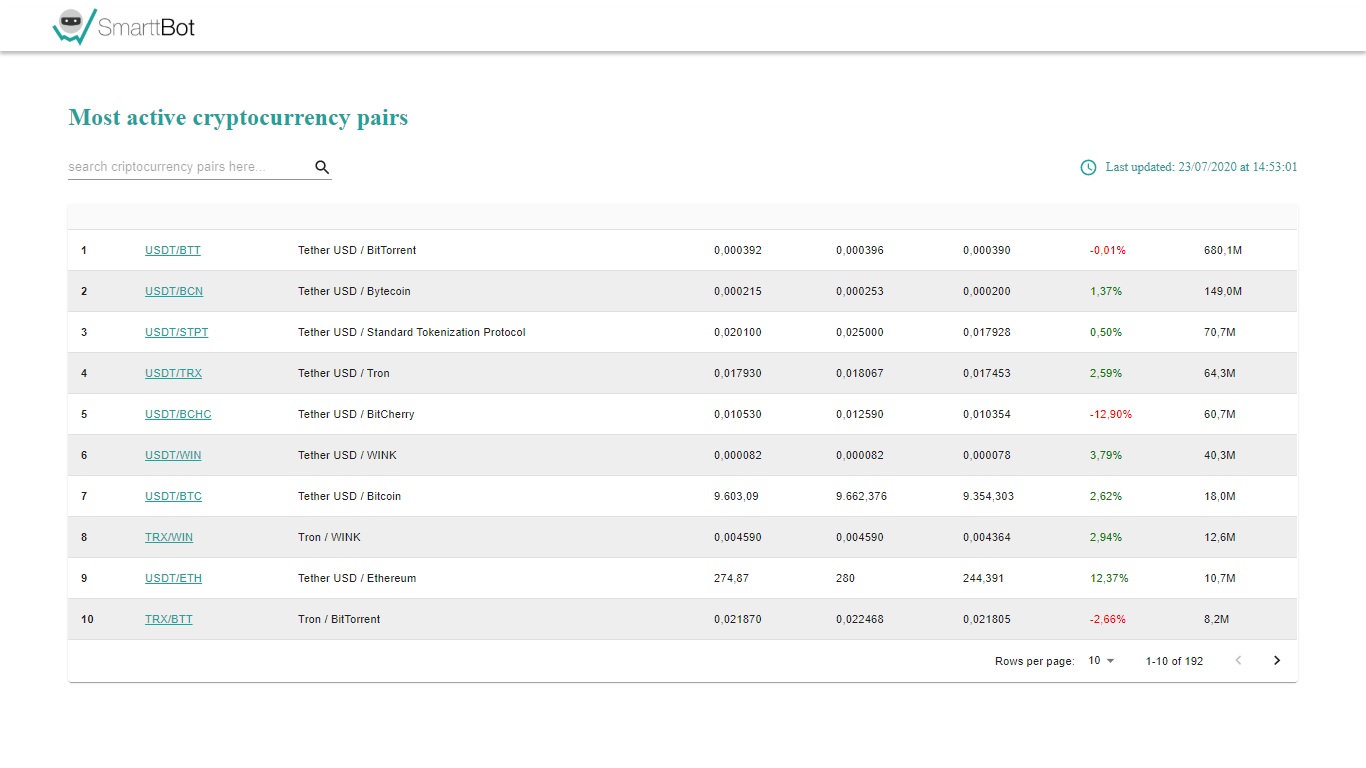 SmarttBot
Most active cryptocurrency pairs
search criptocurrency pairs here...
Last updated: 23/07/2020 at 14:53:01
1 USDT/BTT Tether USD / BitTorrent 0,000392 0,000396 0,000390 -0,01% 680,1M
2 USDT/BCN Tether USD / Bytecoin 0,000215 0,000253 0,000200 1,37% 149,0M
3 USDT/STPT Tether USD / Standard Tokenization Protocol 0,020100 0,025000 0,017928 0,50% 70,7M
4 USDT/TRX Tether USD / Tron 0,017930 0,018067 0,017453 2,59% 64,3M
5 USDT/BCHC Tether USD / BitCherry 0,010530 0,012590 0,010354 -12,90% 60,7M
6 USDT/WIN Tether USD / WINK 0,000082 0,000082 0,000078 3,79% 40,3M
7 USDT/BTC Tether USD / Bitcoin 9.603,09 9.662,376 9.354,303 2,62% 18,0M
8 TRX/WIN Tron / WINK 0,004590 0,004590 0,004364 2,94% 12,6M
9 USDT/ETH Tether USD / Ethereum 274,87 280 244,391 12,37% 10,7M
10 TRX/BTT Tron / BitTorrent 0,021870 0,022468 0,021805 -2,66% 8,2M
Rows per page: 10 1-10 of 192